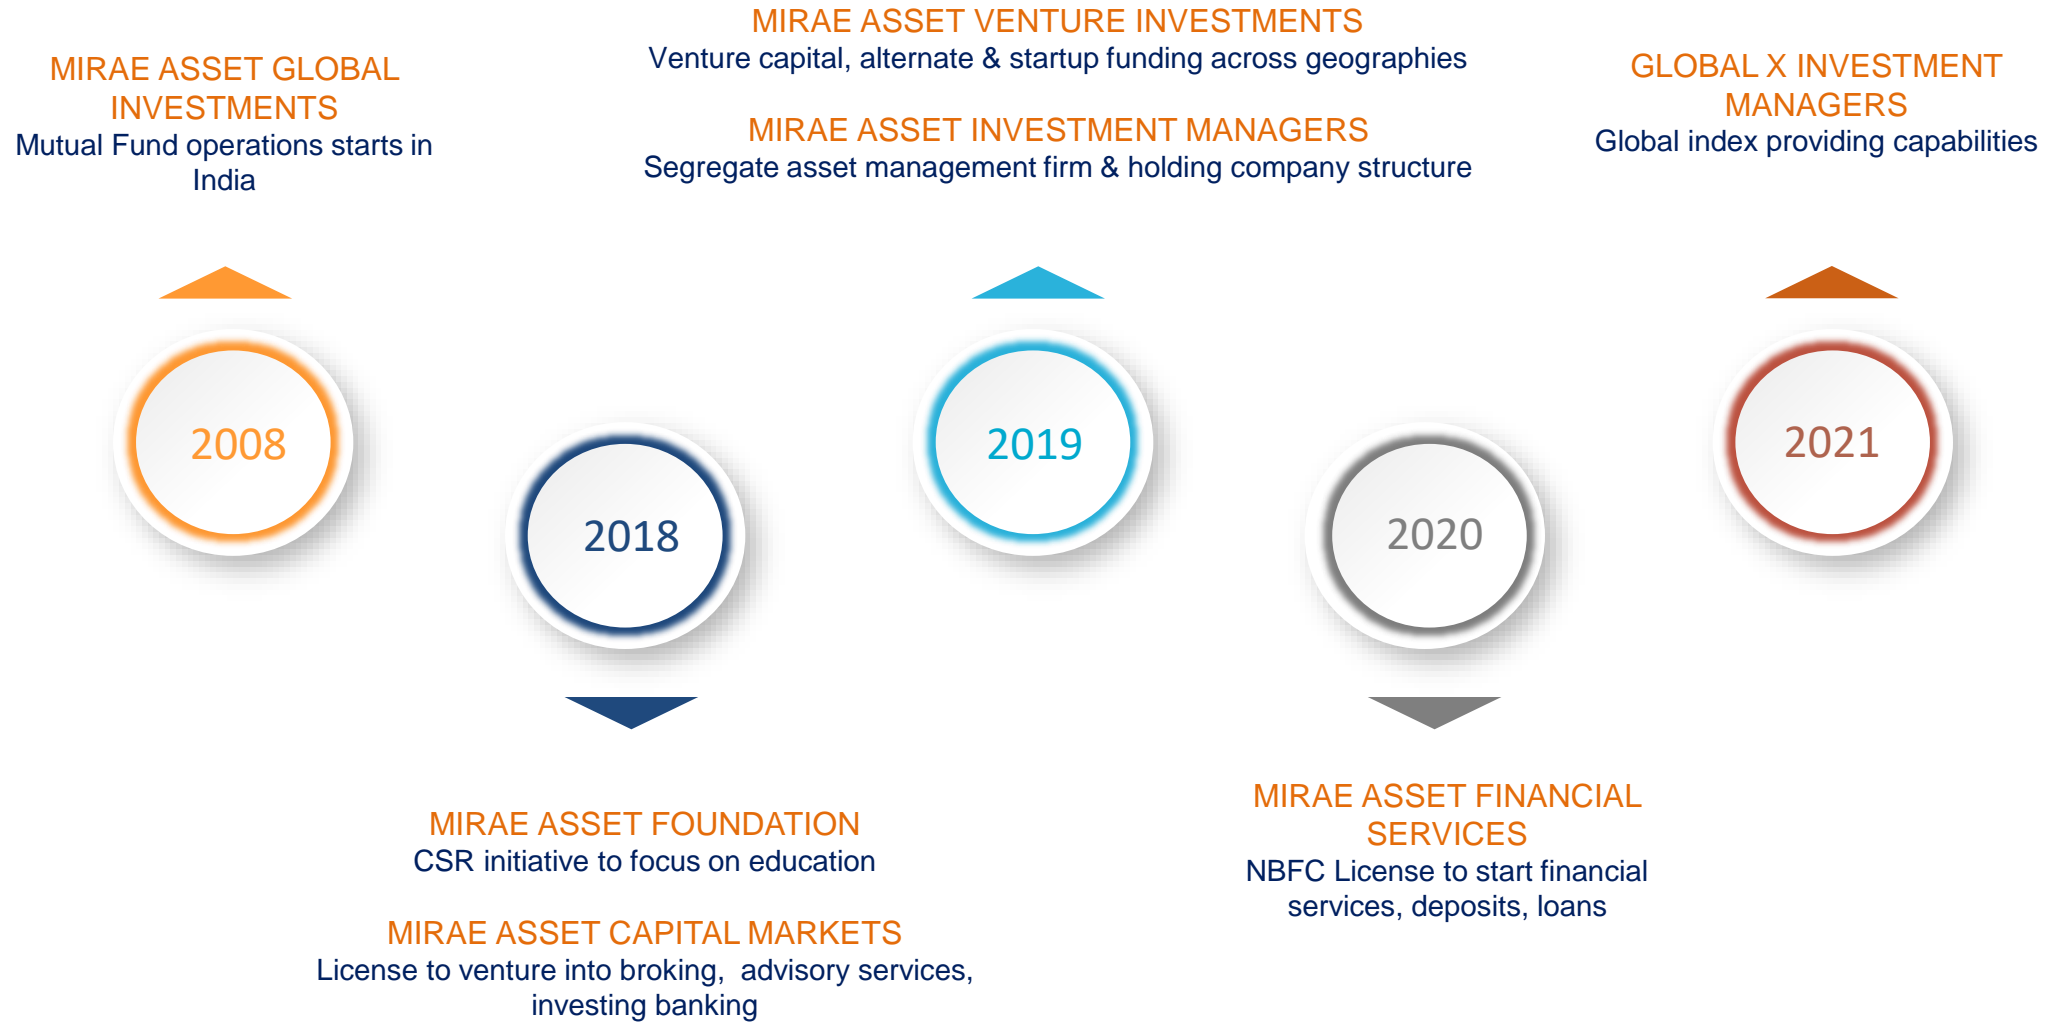 MIRAE ASSET GLOBAL
INVESTMENTS
Mutual Fund operations starts in
India
MIRAE ASSET VENTURE INVESTMENTS
Venture capital, alternate & startup funding across geographies
MIRAE ASSET INVESTMENT MANAGERS
Segregate asset management firm & holding company structure
GLOBAL X INVESTMENT
MANAGERS
Global index providing capabilities
2008
2018
2019
2020
2021
MIRAE ASSET FOUNDATION
CSR initiative to focus on education
MIRAE ASSET CAPITAL MARKETS
License to venture into broking,  advisory services,
investing banking
MIRAE ASSET FINANCIAL
SERVICES
NBFC License to start financial
services, deposits, loans